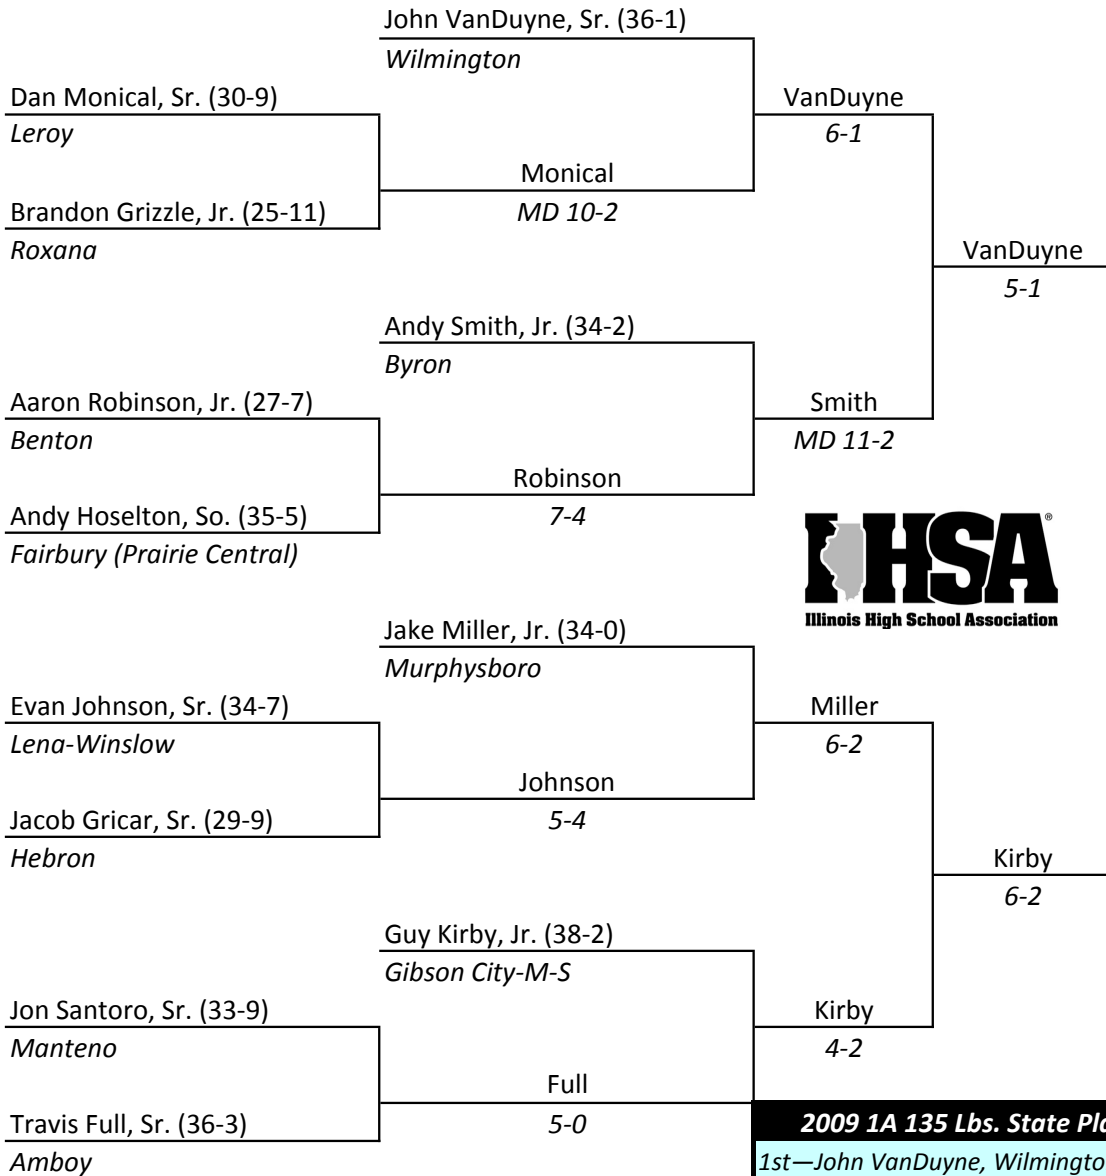 John VanDuyne, Sr. (36-1)
Wilmington
Dan Monical, Sr. (30-9)
Leroy
VanDuyne
6-1
Monical
MD 10-2
Brandon Grizzle, Jr. (25-11)
Roxana
VanDuyne
5-1
Andy Smith, Jr. (34-2)
Byron
Aaron Robinson, Jr. (27-7)
Benton
Smith
MD 11-2
Robinson
7-4
Andy Hoselton, So. (35-5)
Fairbury (Prairie Central)
IHSA®
Illinois High School Association
Jake Miller, Jr. (34-0)
Murphysboro
Evan Johnson, Sr. (34-7)
Lena-Winslow
Miller
6-2
Johnson
5-4
Jacob Gricar, Sr. (29-9)
Hebron
Kirby
6-2
Guy Kirby, Jr. (38-2)
Gibson City-M-S
Jon Santoro, Sr. (33-9)
Manteno
Kirby
4-2
Full
5-0
Travis Full, Sr. (36-3)
Amboy
2009 1A 135 Lbs. State Pla
1st—John VanDuyne, Wilmingto